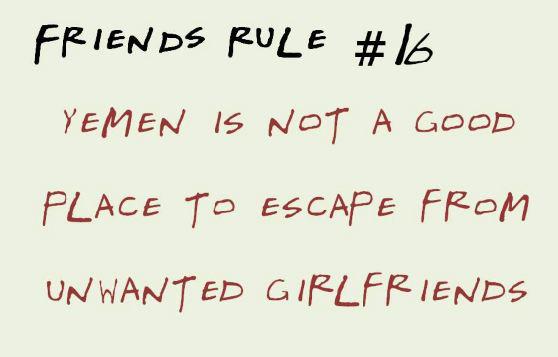 FRIENDS RULE #16
YEMEN IS NOT A GOOD
PLACE TO ESCAPE FROM
UNWANTED GIRLFRIENDS